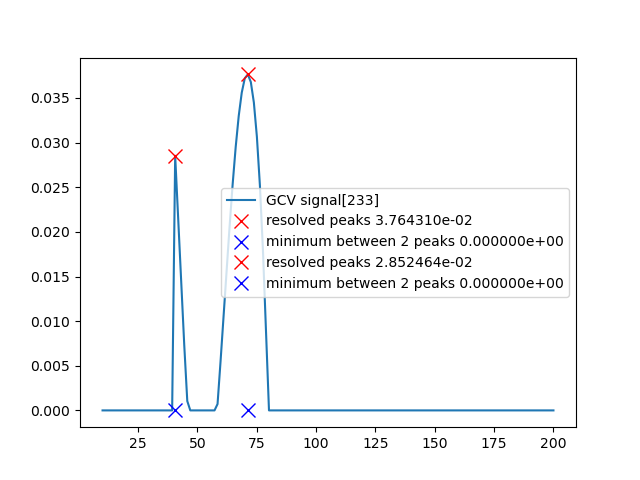 0.035
0.030
0.025
0.020
0.015
0.010
0.005
0.000
GCV signal[233]
resolved peaks 3.764310e-02
minimum between 2 peaks 0.000000e+00
resolved peaks 2.852464e-02
minimum between 2 peaks 0.000000e+00
25 50 75 100 125 150 175 200